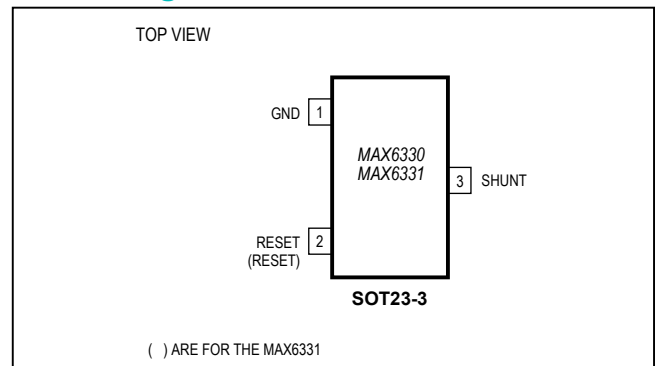 TOP VIEW
GND 1
MAX6330
MAX6331
3 SHUNT
RESET 2
(RESET)
SOT23-3
( ) ARE FOR THE MAX6331